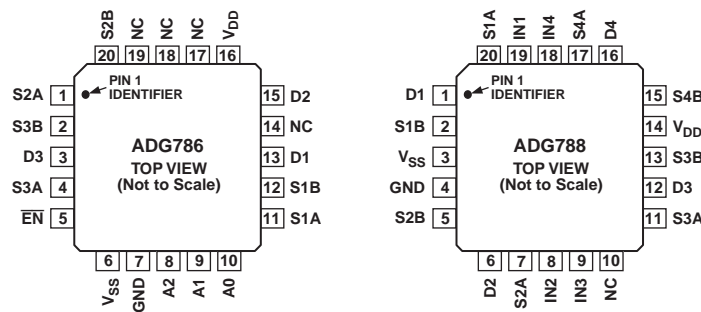 S2B NC NC NC VDD
20 19 18 17 16
S2A 1
S3B 2
D3 3
S3A 4
EN 5
PIN 1
IDENTIFIER
ADG786
TOP VIEW
(Not to Scale)
15 D2
14 NC
13 D1
12 S1B
11 S1A
6 7 8 9 10
VSS GND A2 A1 A0
S1A IN1 IN4 S4A D4
20 19 18 17 16
D1 1
S1B 2
VSS 3
GND 4
S2B 5
PIN 1
IDENTIFIER
ADG788
TOP VIEW
(Not to Scale)
15 S4B
14 VDD
13 S3B
12 D3
11 S3A
6 7 8 9 10
D2 S2A IN2 IN3 NC